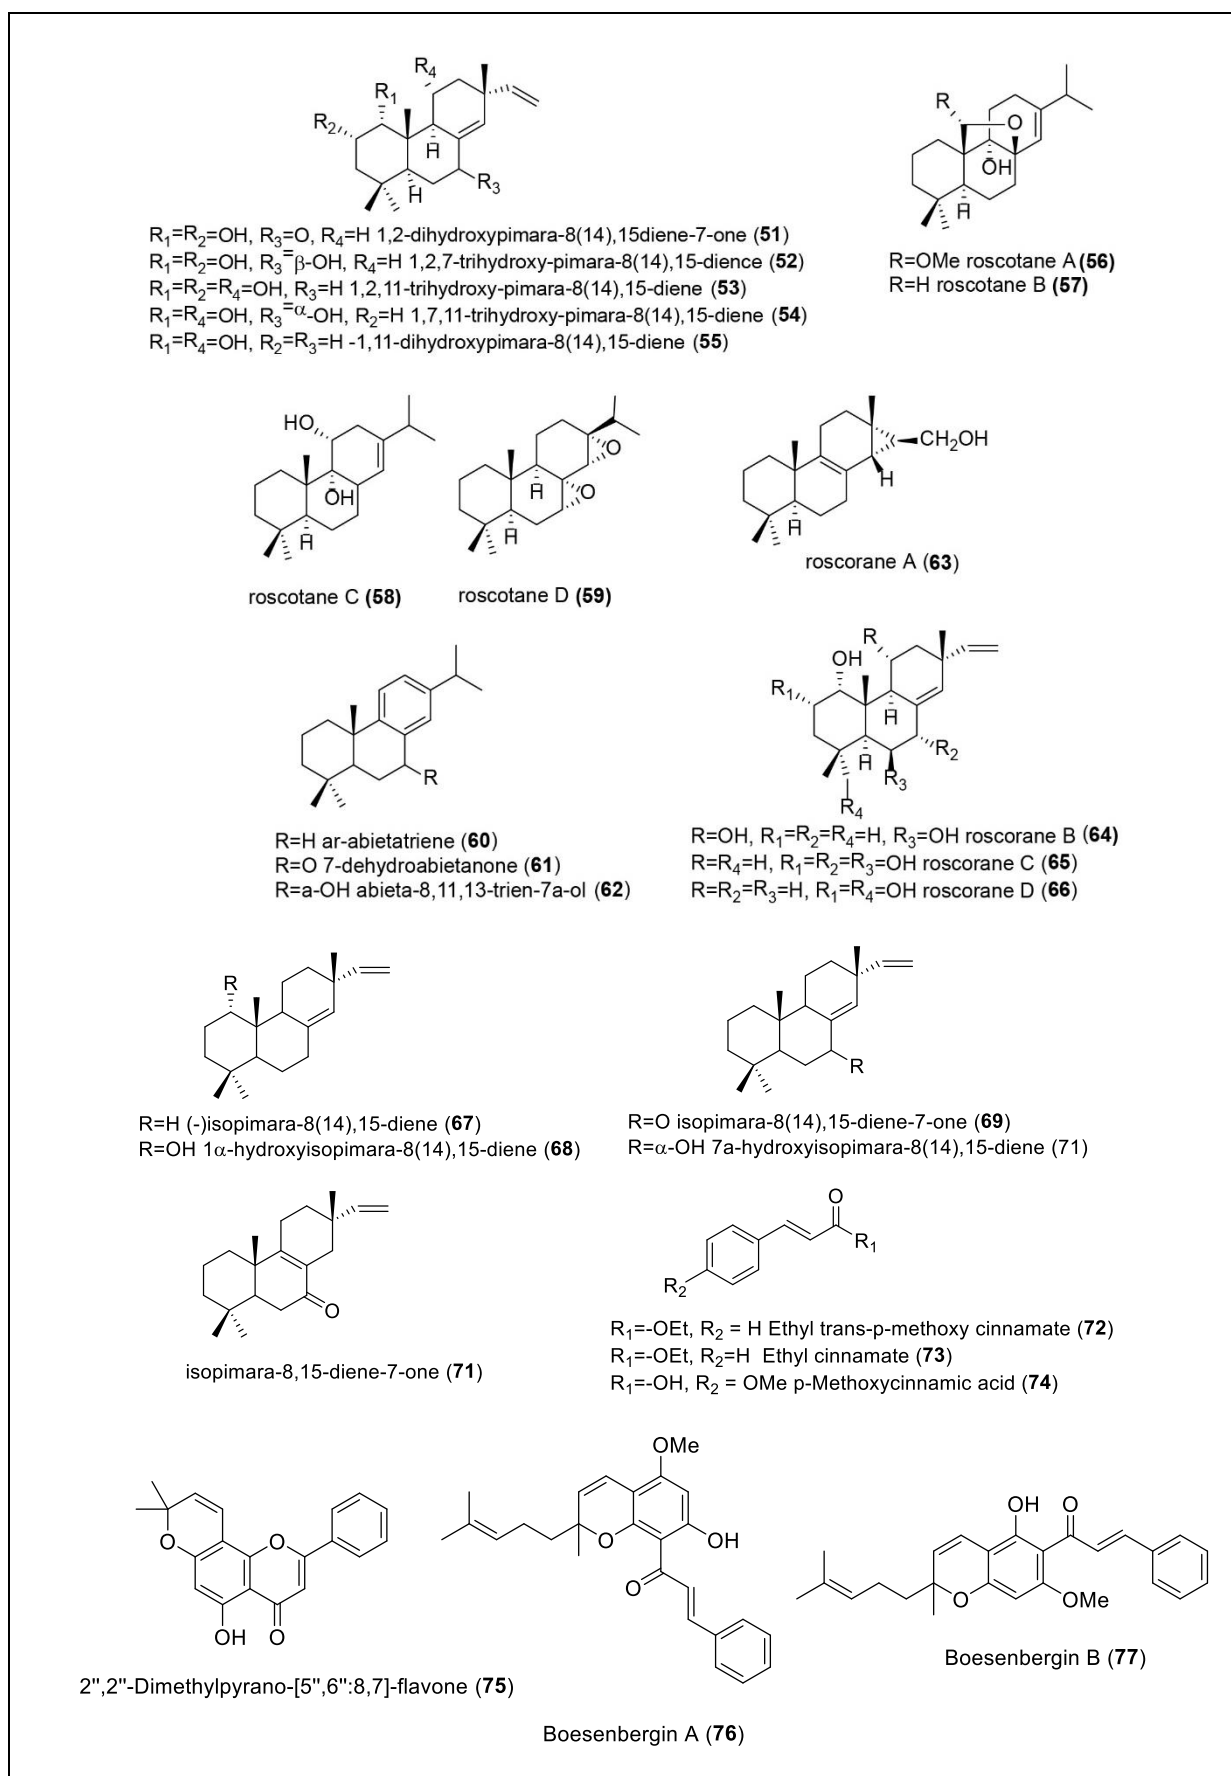 R4
R1
R2
H
H
R3
R1=R2=OH, R3=O, R4=H 1,2-dihydroxypimara-8(14),15diene-7-one (51)
R1=R2=OH, R3=β-OH, R4=H 1,2,7-trihydroxy-pimara-8(14),15-dience (52)
R1=R2=R4=OH, R3=H 1,2,11-trihydroxy-pimara-8(14),15-diene (53)
R1=R4=OH, R3=α-OH, R2=H 1,7,11-trihydroxy-pimara-8(14),15-diene (54)
R1=R4=OH, R2=R3=H -1,11-dihydroxypimara-8(14),15-diene (55)
R
O
OH
H
R=OMe roscotane A (56)
R=H roscotane B (57)
HO
OH
H
roscotane C (58)
O
H
O
H
roscotane D (59)
CH2OH
H
H
roscorane A (63)
R
R=H ar-abietatriene (60)
R=O 7-dehydroabietanone (61)
R=a-OH abieta-8,11,13-trien-7a-ol (62)
R
OH
R1
H
H
R2
R3
R4
R=OH, R1=R2=R4=H, R3=OH roscorane B (64)
R=R4=H, R1=R2=R3=OH roscorane C (65)
R=R2=R3=H, R1=R4=OH roscorane D (66)
R
R=H (-)isopimara-8(14),15-diene (67)
R=OH 1α-hydroxyisopimara-8(14),15-diene (68)
R
R=O isopimara-8(14),15-diene-7-one (69)
R=α-OH 7a-hydroxyisopimara-8(14),15-diene (71)
O
isopimara-8,15-diene-7-one (71)
O
R1
R2
R1=-OEt, R2 = H Ethyl trans-p-methoxy cinnamate (72)
R1=-OEt, R2=H Ethyl cinnamate (73)
R1=-OH, R2 = OMe p-Methoxycinnamic acid (74)
O
O
OH
O
2'',2''-Dimethylpyrano-[5'',6'':8,7]-flavone (75)
OMe
O
OH
O
Boesenbergin A (76)
OH
O
O
OMe
Boesenbergin B (77)